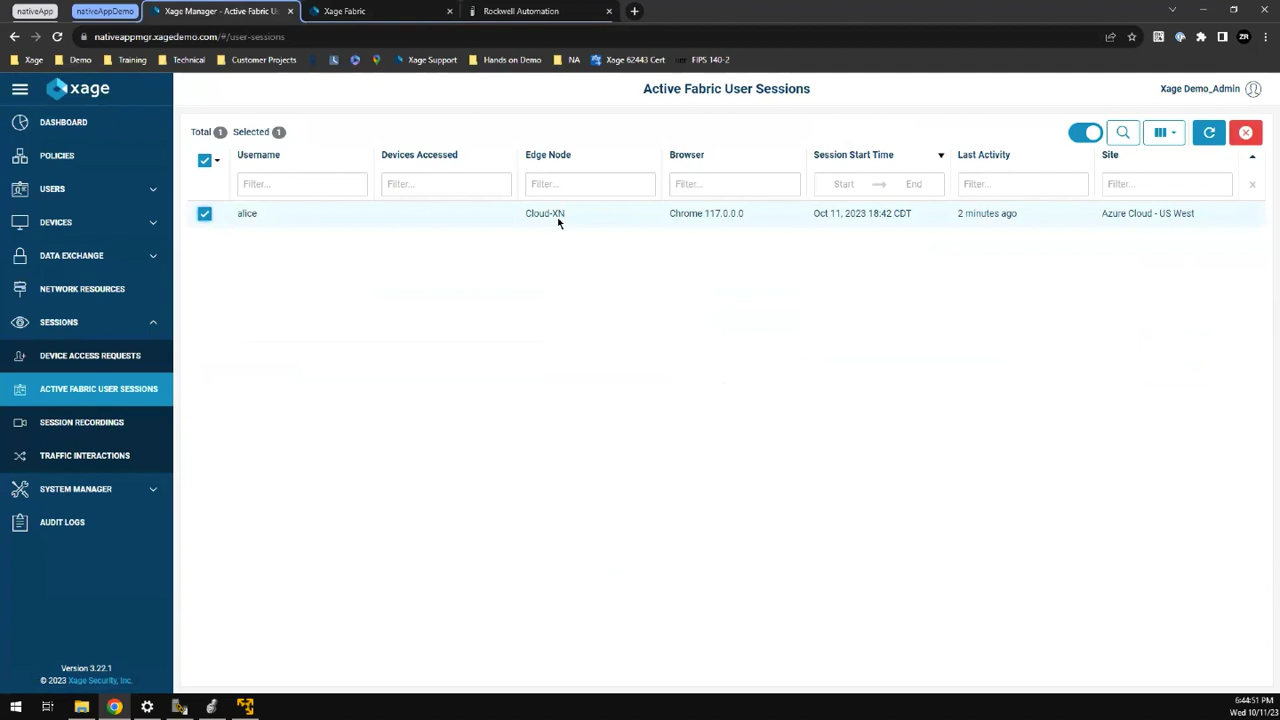 nativeApp
nativeAppDemo
Xage Manager - Active Fabric Us
Xage Fabric
Rockwell Automation
nativeappmgr.xagedemo.com/#/user-sessions
ZR
Xage
Demo
Training
Technical
Customer Projects
Xage Support
Hands on Demo
NA
Xage 62443 Cert
FIPS 140-2
xage
Active Fabric User Sessions
Xage Demo_Admin
DASHBOARD
POLICIES
USERS
DEVICES
DATA EXCHANGE
NETWORK RESOURCES
SESSIONS
DEVICE ACCESS REQUESTS
ACTIVE FABRIC USER SESSIONS
SESSION RECORDINGS
TRAFFIC INTERACTIONS
SYSTEM MANAGER
AUDIT LOGS
Version 3.22.1
© 2023 Xage Security, Inc.
Total 1 Selected 1
Username Devices Accessed Edge Node Browser Session Start Time Last Activity Site
Filter... Filter... Filter... Filter... Start End Filter... Filter...
alice Cloud-XN Chrome 117.0.0.0 Oct 11, 2023 18:42 CDT 2 minutes ago Azure Cloud - US West
6:44:51 PM
Wed 10/11/23